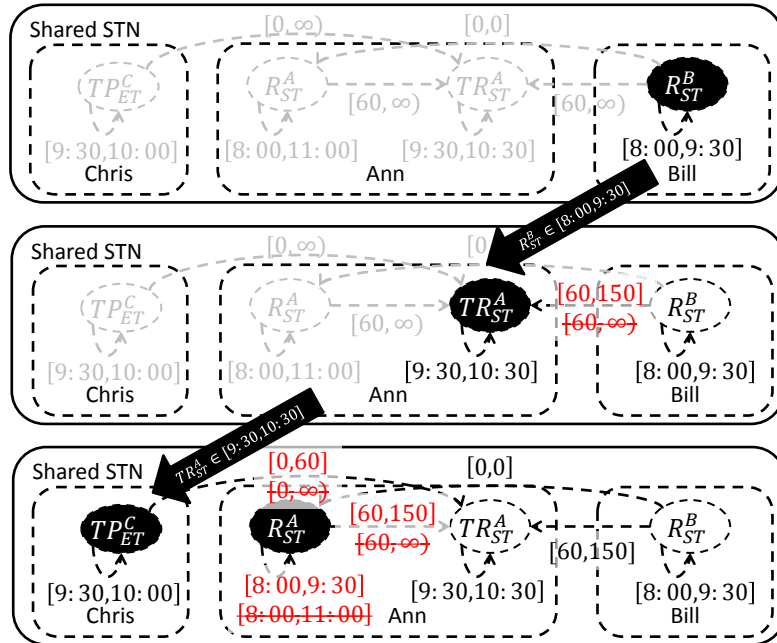 Shared STN
[0,∞) [0,0]
TP^C_ET R^A_ST TR^A_ST R^B_ST
[60,∞) [60,∞)
[9:30,10:00] [8:00,11:00] [9:30,10:30] [8:00,9:30]
Chris Ann Bill
R^B_ST ∈ [8:00,9:30]
Shared STN
[0,∞) [0
TP^C_ET R^A_ST TR^A_ST [60,150] R^B_ST
[60,∞) [60,∞)
[9:30,10:00] [8:00,11:00] [9:30,10:30] [8:00,9:30]
Chris Ann Bill
TR^A_ST ∈ [9:30,10:30]
Shared STN
[0,60] [0,0]
[0,∞)
TP^C_ET R^A_ST [60,150] TR^A_ST R^B_ST
[60,∞) [60,150]
[9:30,10:00] [8:00,9:30] [9:30,10:30] [8:00,9:30]
[8:00,11:00]
Chris Ann Bill